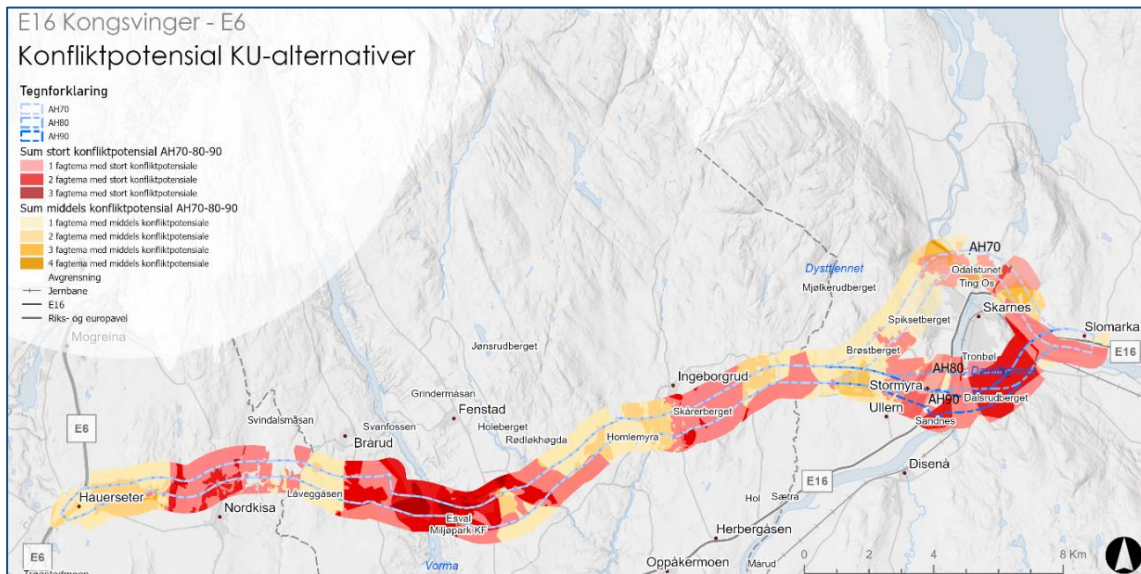 E16 Kongsvinger - E6
Konfliktpotensial KU-alternativer
Tegnforklaring
AH70
AH80
AH90
Sum stort konfliktpotensial AH70-80-90
1 fagtema med stort konfliktpotensiale
2 fagtema med stort konfliktpotensiale
3 fagtema med stort konfliktpotensiale
Sum middels konfliktpotensial AH70-80-90
1 fagtema med middels konfliktpotensiale
2 fagtema med middels konfliktpotensiale
3 fagtema med middels konfliktpotensiale
4 fagtema med middels konfliktpotensiale
Avgrensning
Jernbane
E16
Riks- og europavei
Mogreina
AH70
Dysttjennet
Odalstunet
Mjølkerudberget
Ting Os
Spiksetberget
Skarnes
Slomarka
Jønsrudberget
Brøstberget
Tronbøl
E16
Grindermåsan
Ingeborgrud
AH80
Stormyra
Fenstad
Skårerberget
AH90
Dalsrudberget
Svindalsmåsan
Svanfossen
Holeberget
Ullern
Sandnes
E6
Brårud
Rødløkhøgda
Homlemyra
Disenå
Låveggåsen
E16
Hauerseter
Hol
Sætra
Nordkisa
Esval
Miljøpark KF
Herbergåsen
E6
Vorma
Oppåkermoen
Mårud
0 4 8 Km